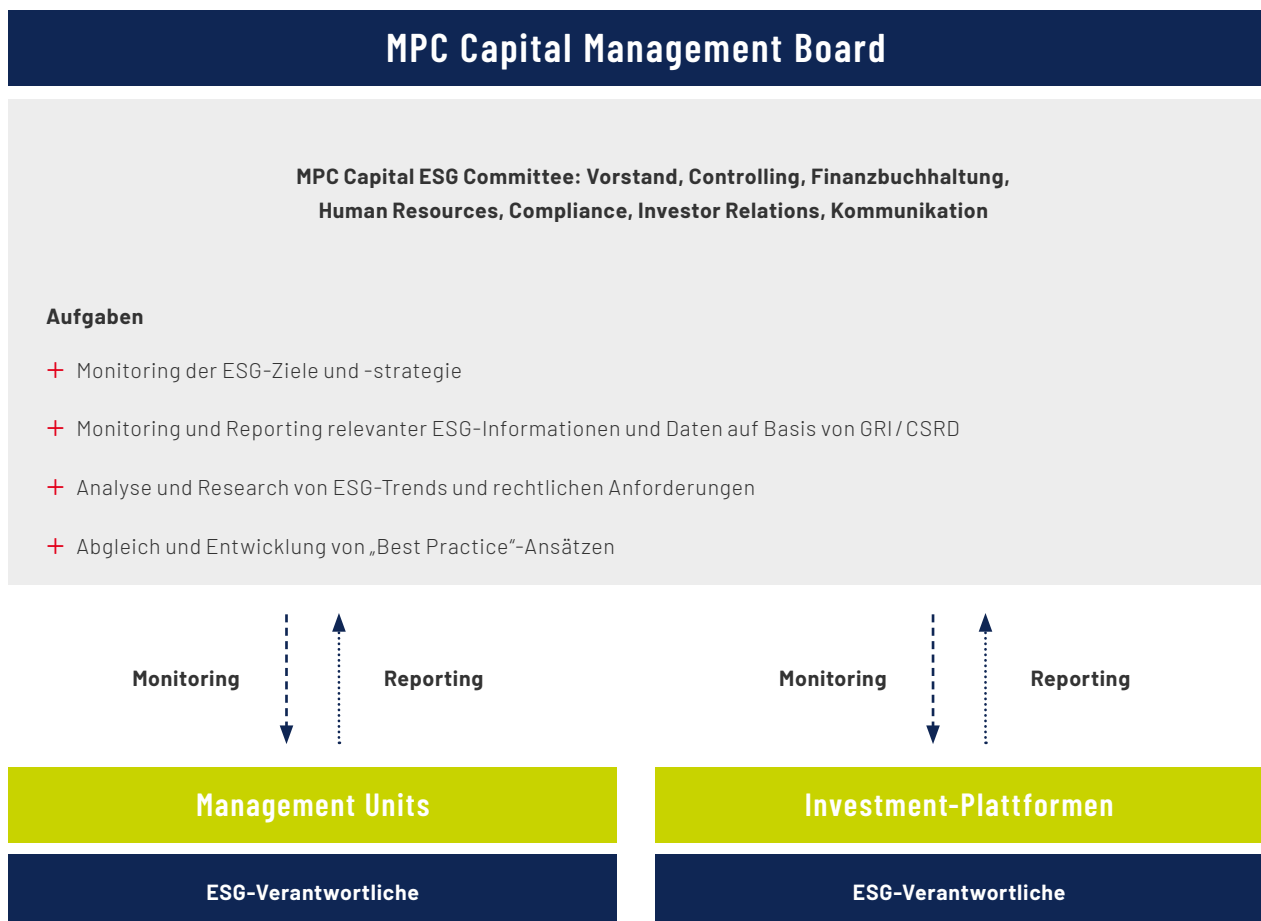 MPC Capital Management Board
MPC Capital ESG Committee: Vorstand, Controlling, Finanzbuchhaltung,
Human Resources, Compliance, Investor Relations, Kommunikation
Aufgaben
+ Monitoring der ESG-Ziele und -strategie
+ Monitoring und Reporting relevanter ESG-Informationen und Daten auf Basis von GRI / CSRD
+ Analyse und Research von ESG-Trends und rechtlichen Anforderungen
+ Abgleich und Entwicklung von „Best Practice“-Ansätzen
Monitoring
Reporting
Monitoring
Reporting
Management Units
Investment-Plattformen
ESG-Verantwortliche
ESG-Verantwortliche